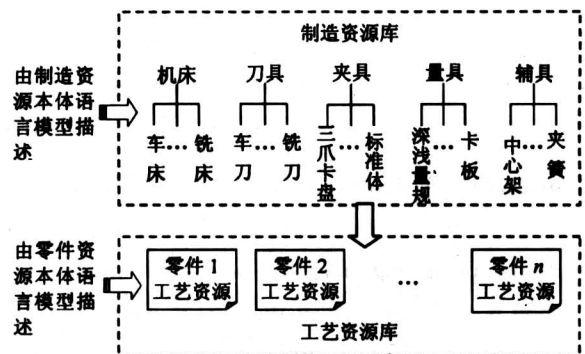 制造资源库
由制造资
源本体语
言模型描
述
机床 刀具 夹具 量具 辅具
车床…铣床
车刀…铣刀
三爪卡盘…标准体
深浅量规…卡板
中心架…夹簧
由零件资
源本体语
言模型描
述
零件 1
工艺资源
零件 2
工艺资源
…
零件 n
工艺资源
工艺资源库